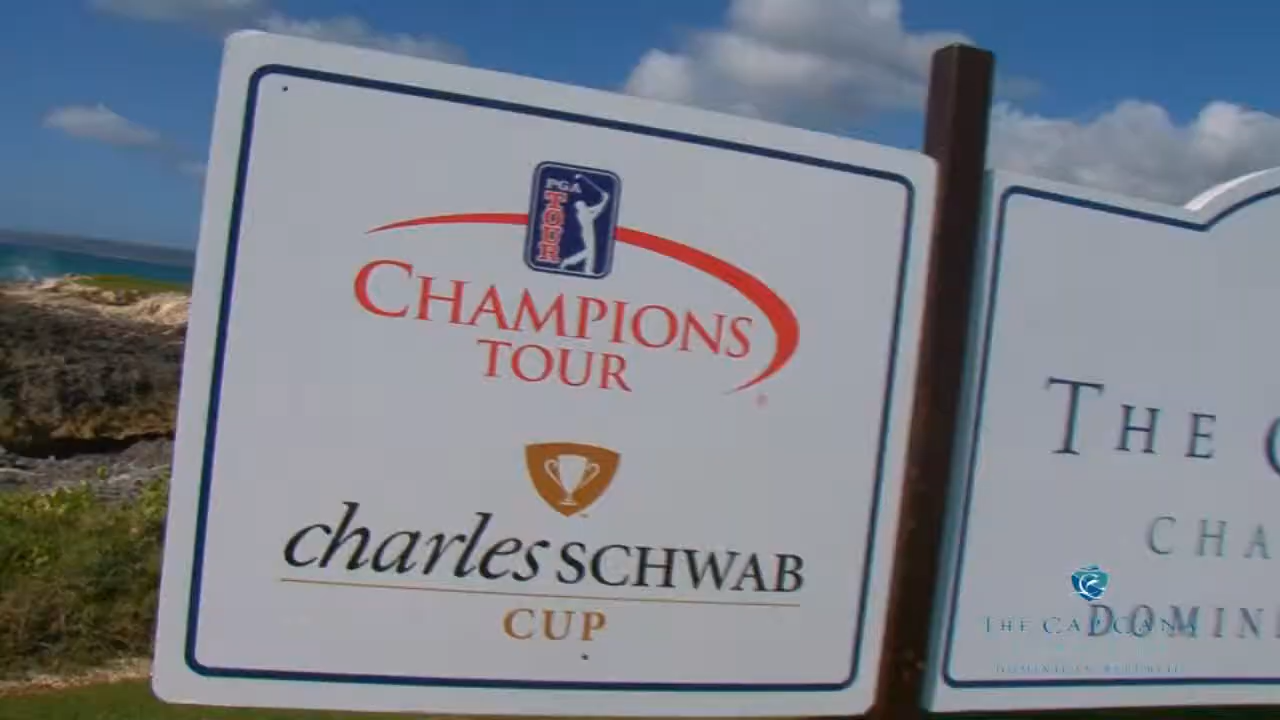 PGA
TOUR
CHAMPIONS
TOUR
charles SCHWAB
CUP
THE
CHA
DOMIN
THE CAP CANA